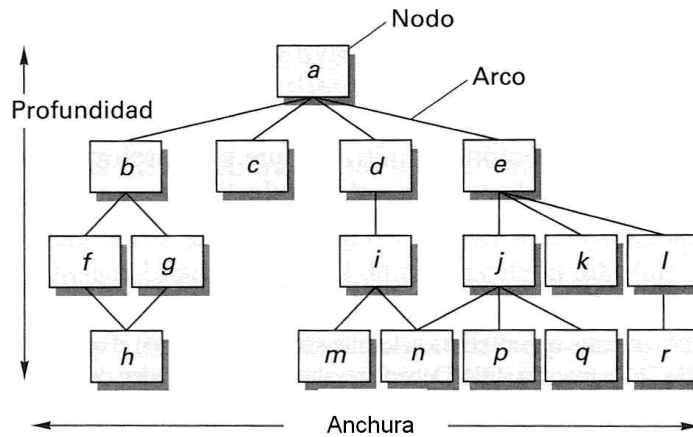 Nodo
a
Arco
Profundidad
b c d e
f g i j k l
h m n p q r
Anchura